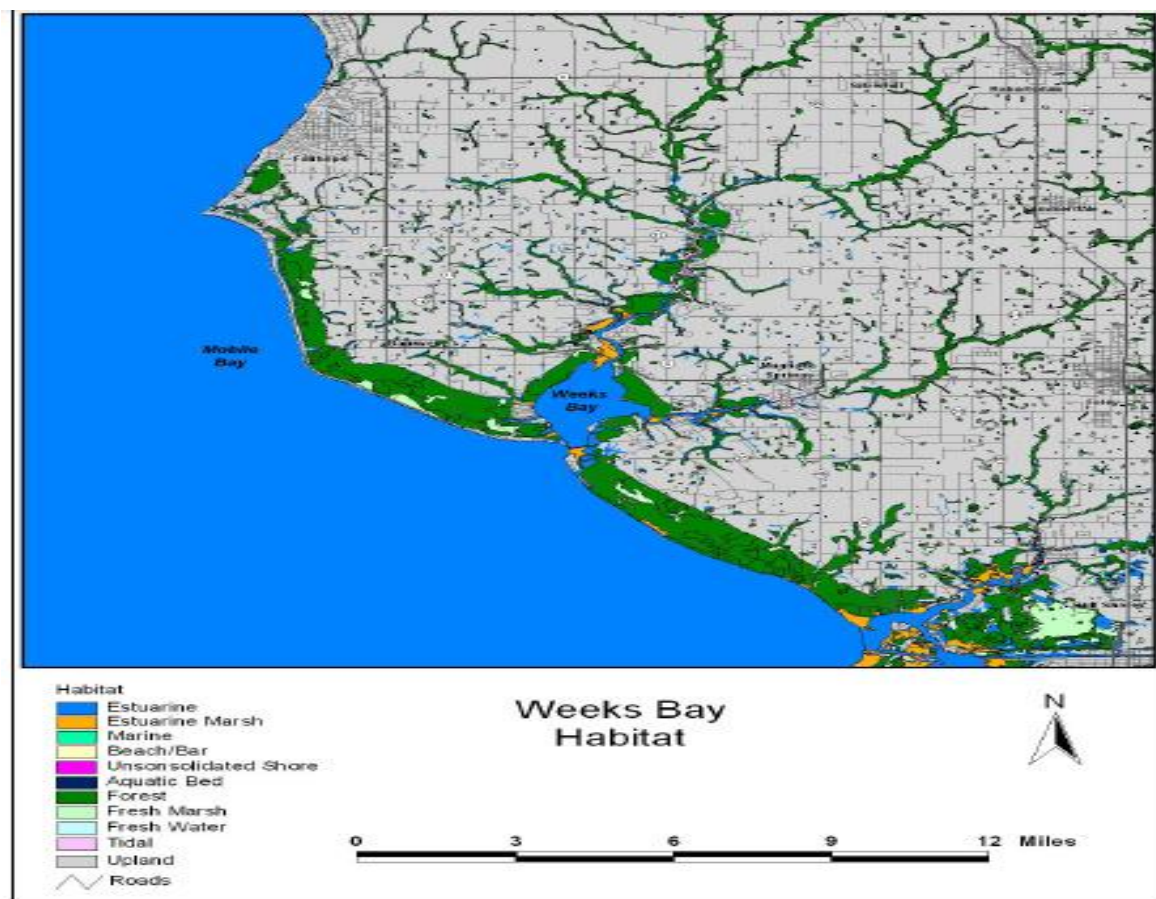 Mobile
Bay
Weeks
Bay
Springs
Habitat
Estuarine
Estuarine Marsh
Marine
Beach/Bar
Unsonsolidated Shore
Aquatic Bed
Forest
Fresh Marsh
Fresh Water
Tidal
Upland
Roads
Weeks Bay
Habitat
N
0 3 6 9 12 Miles